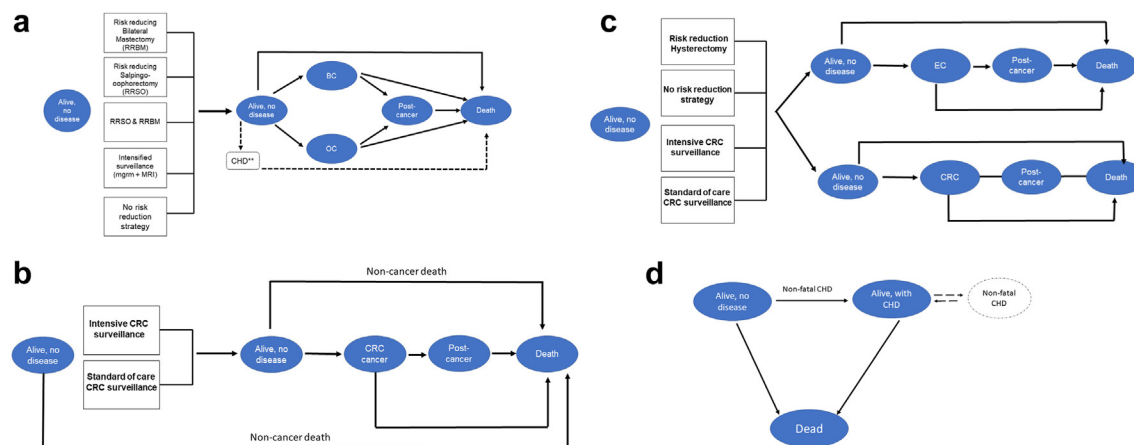 a
Risk reducing
Bilateral
Mastectomy
(RRBM)
Risk reducing
Salpingo-
oophorectomy
(RRSO)
RRSO & RRBM
Intensified
surveillance
(mgrm + MRI)
No risk
reduction
strategy
Alive,
no
disease
Alive, no
disease
BC
OC
Post-
cancer
Death
CHD**
b
Alive, no
disease
Intensive CRC
surveillance
Standard of care
CRC surveillance
Non-cancer death
Alive, no
disease
CRC
cancer
Post-
cancer
Death
Non-cancer death
c
Alive, no
disease
Risk reduction
Hysterectomy
No risk reduction
strategy
Intensive CRC
surveillance
Standard of care
CRC surveillance
Alive, no
disease
EC
Post-
cancer
Death
Alive, no
disease
CRC
Post-
cancer
Death
d
Alive, no
disease
Non-fatal CHD
Alive, with
CHD
Non-fatal
CHD
Dead